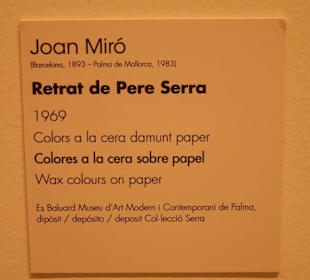 Joan Miró
(Barcelona, 1893 – Palma de Mallorca, 1983)
Retrat de Pere Serra
1969
Colors a la cera damunt paper
Colores a la cera sobre papel
Wax colours on paper
Es Baluard Museu d'Art Modern i Contemporani de Palma,
dipòsit / depósito / deposit Col·lecció Serra